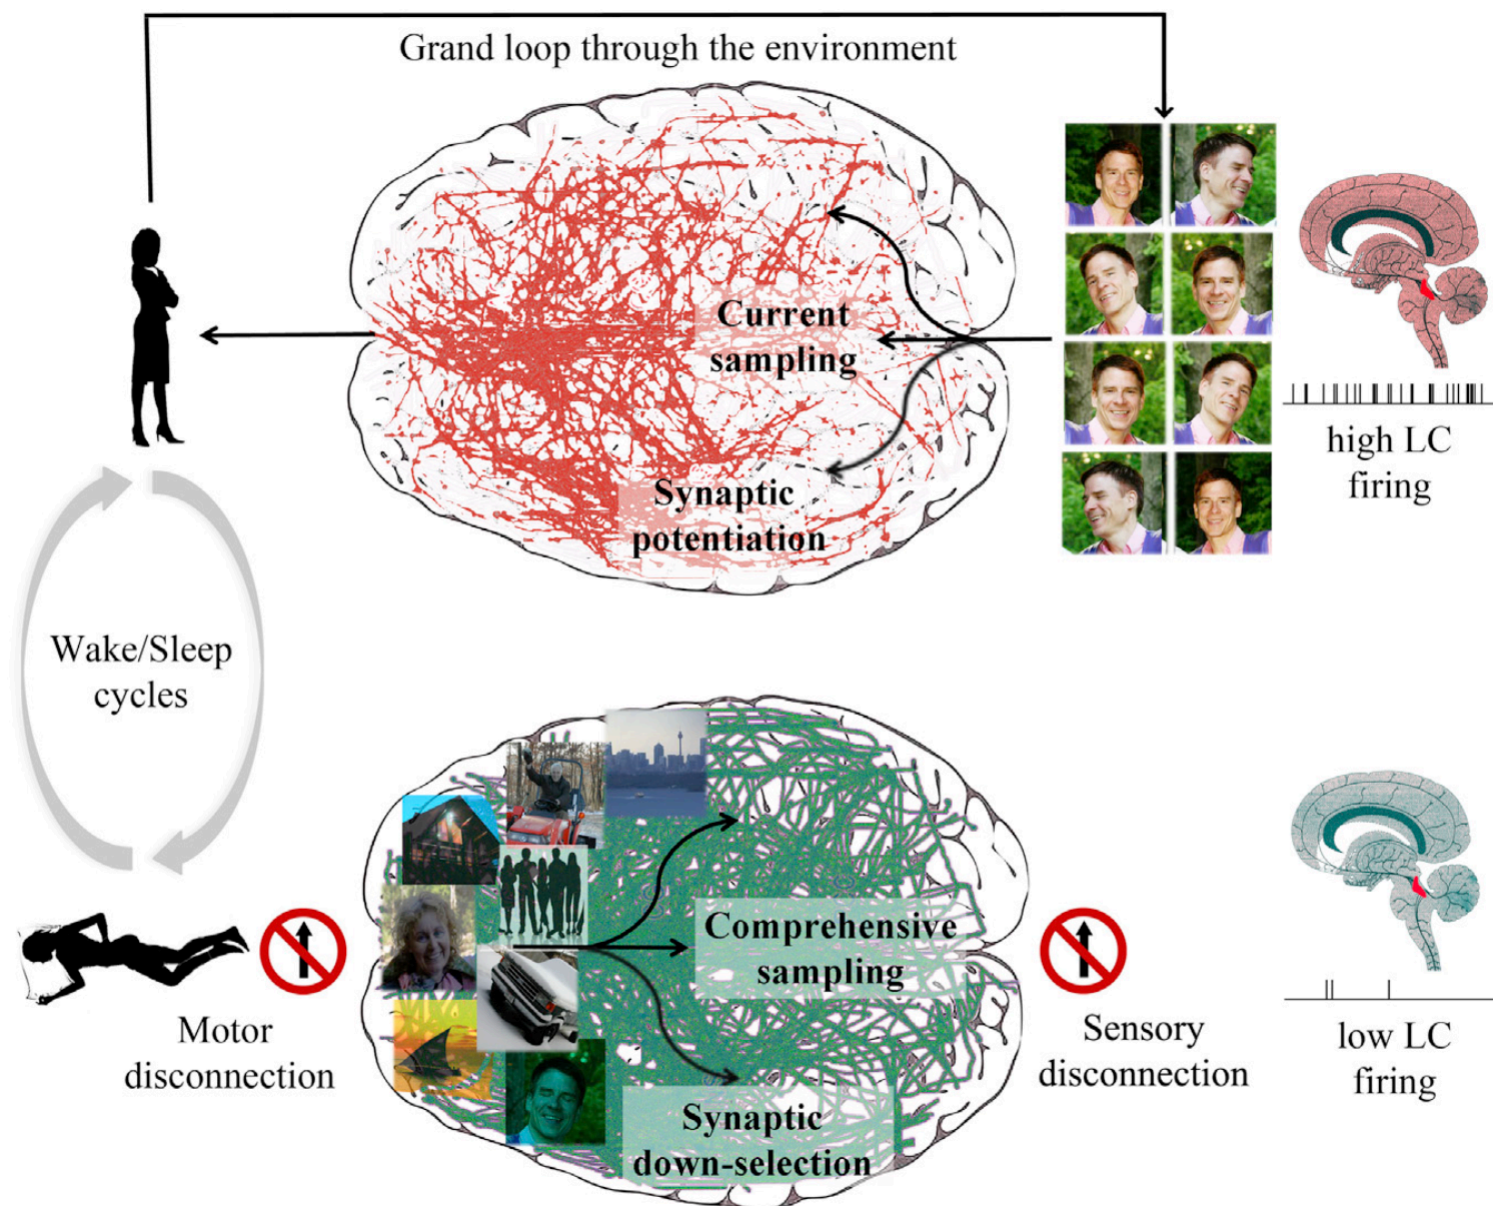 Grand loop through the environment
Current
sampling
Synaptic
potentiation
high LC
firing
Wake/Sleep
cycles
Motor
disconnection
Comprehensive
sampling
Synaptic
down-selection
Sensory
disconnection
low LC
firing